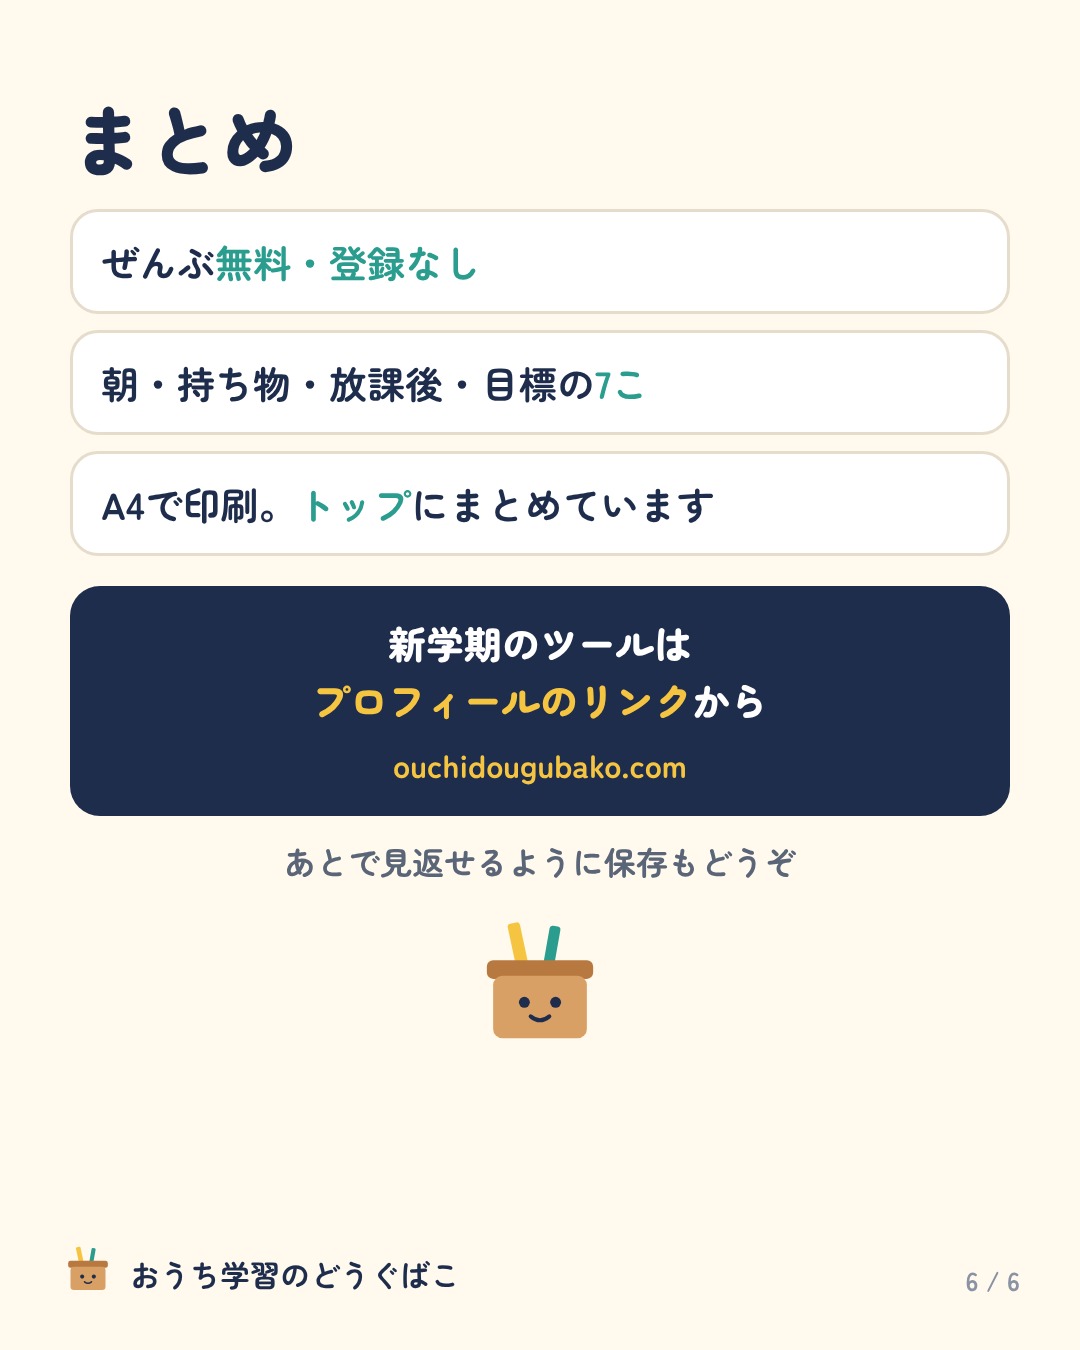 まとめ
ぜんぶ無料・登録なし
朝・持ち物・放課後・目標の7こ
A4で印刷。トップにまとめています
新学期のツールは
プロフィールのリンクから
ouchidougubako.com
あとで見返せるように保存もどうぞ
おうち学習のどうぐばこ
6 / 6